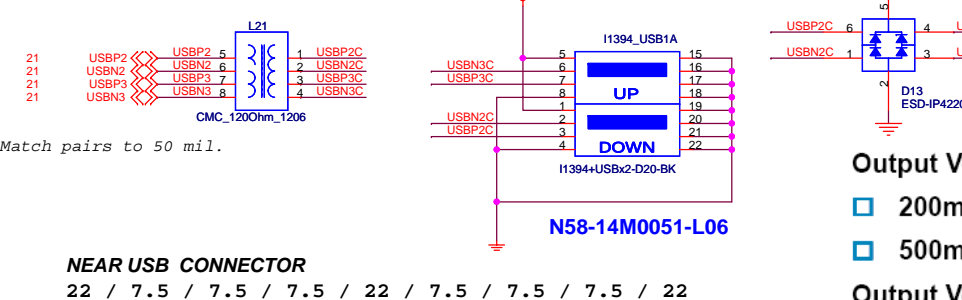 L21
21 USBP2 USBP2 5 1 USBP2C
21 USBN2 USBN2 6 2 USBN2C
21 USBP3 USBP3 7 3 USBP3C
21 USBN3 USBN3 8 4 USBN3C
CMC_120Ohm_1206
Match pairs to 50 mil.
I1394_USB1A
5 15
USBN3C 6 16
USBP3C 7 17
8 UP 18
1 19
USBN2C 2 20
USBP2C 3 21
4 DOWN 22
I1394+USBx2-D20-BK
N58-14M0051-L06
5
USBP2C 6 4
USBN2C 1 3
2
D13
ESD-IP4220
Output V
200m
500m
Output V
NEAR USB CONNECTOR
22 / 7.5 / 7.5 / 7.5 / 22 / 7.5 / 7.5 / 7.5 / 22